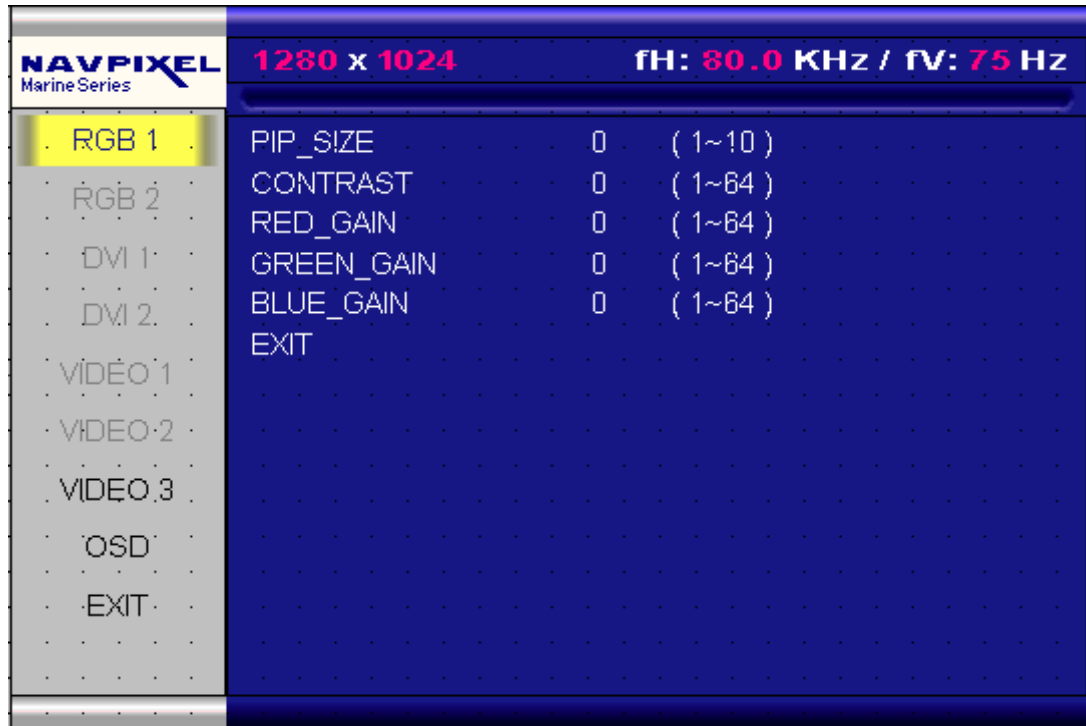 NAVPIXEL
Marine Series
1280 x 1024 fH: 80.0 KHz / fV: 75 Hz
RGB 1
RGB 2
DVI 1
DVI 2
VIDEO 1
VIDEO 2
VIDEO 3
OSD
EXIT
PIP_SIZE 0 ( 1~10 )
CONTRAST 0 ( 1~64 )
RED_GAIN 0 ( 1~64 )
GREEN_GAIN 0 ( 1~64 )
BLUE_GAIN 0 ( 1~64 )
EXIT